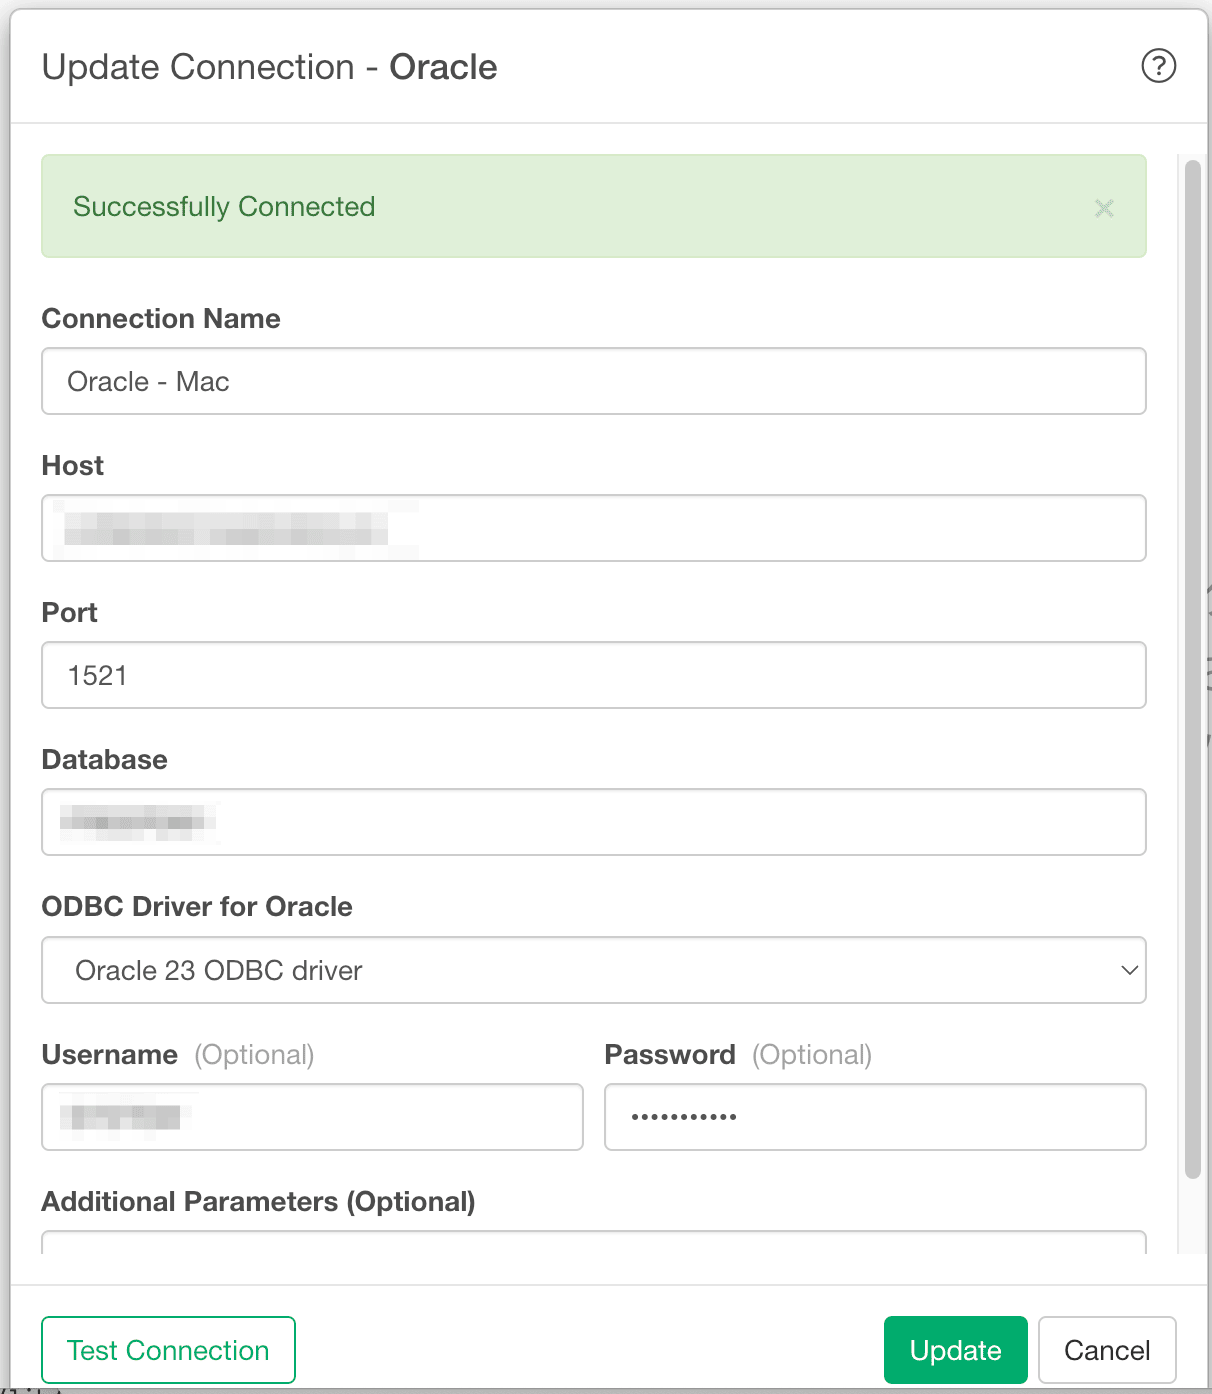 Update Connection - Oracle
Successfully Connected
Connection Name
Oracle - Mac
Host
Port
1521
Database
ODBC Driver for Oracle
Oracle 23 ODBC driver
Username (Optional) Password (Optional)
•••••••••••
Additional Parameters (Optional)
Test Connection Update Cancel